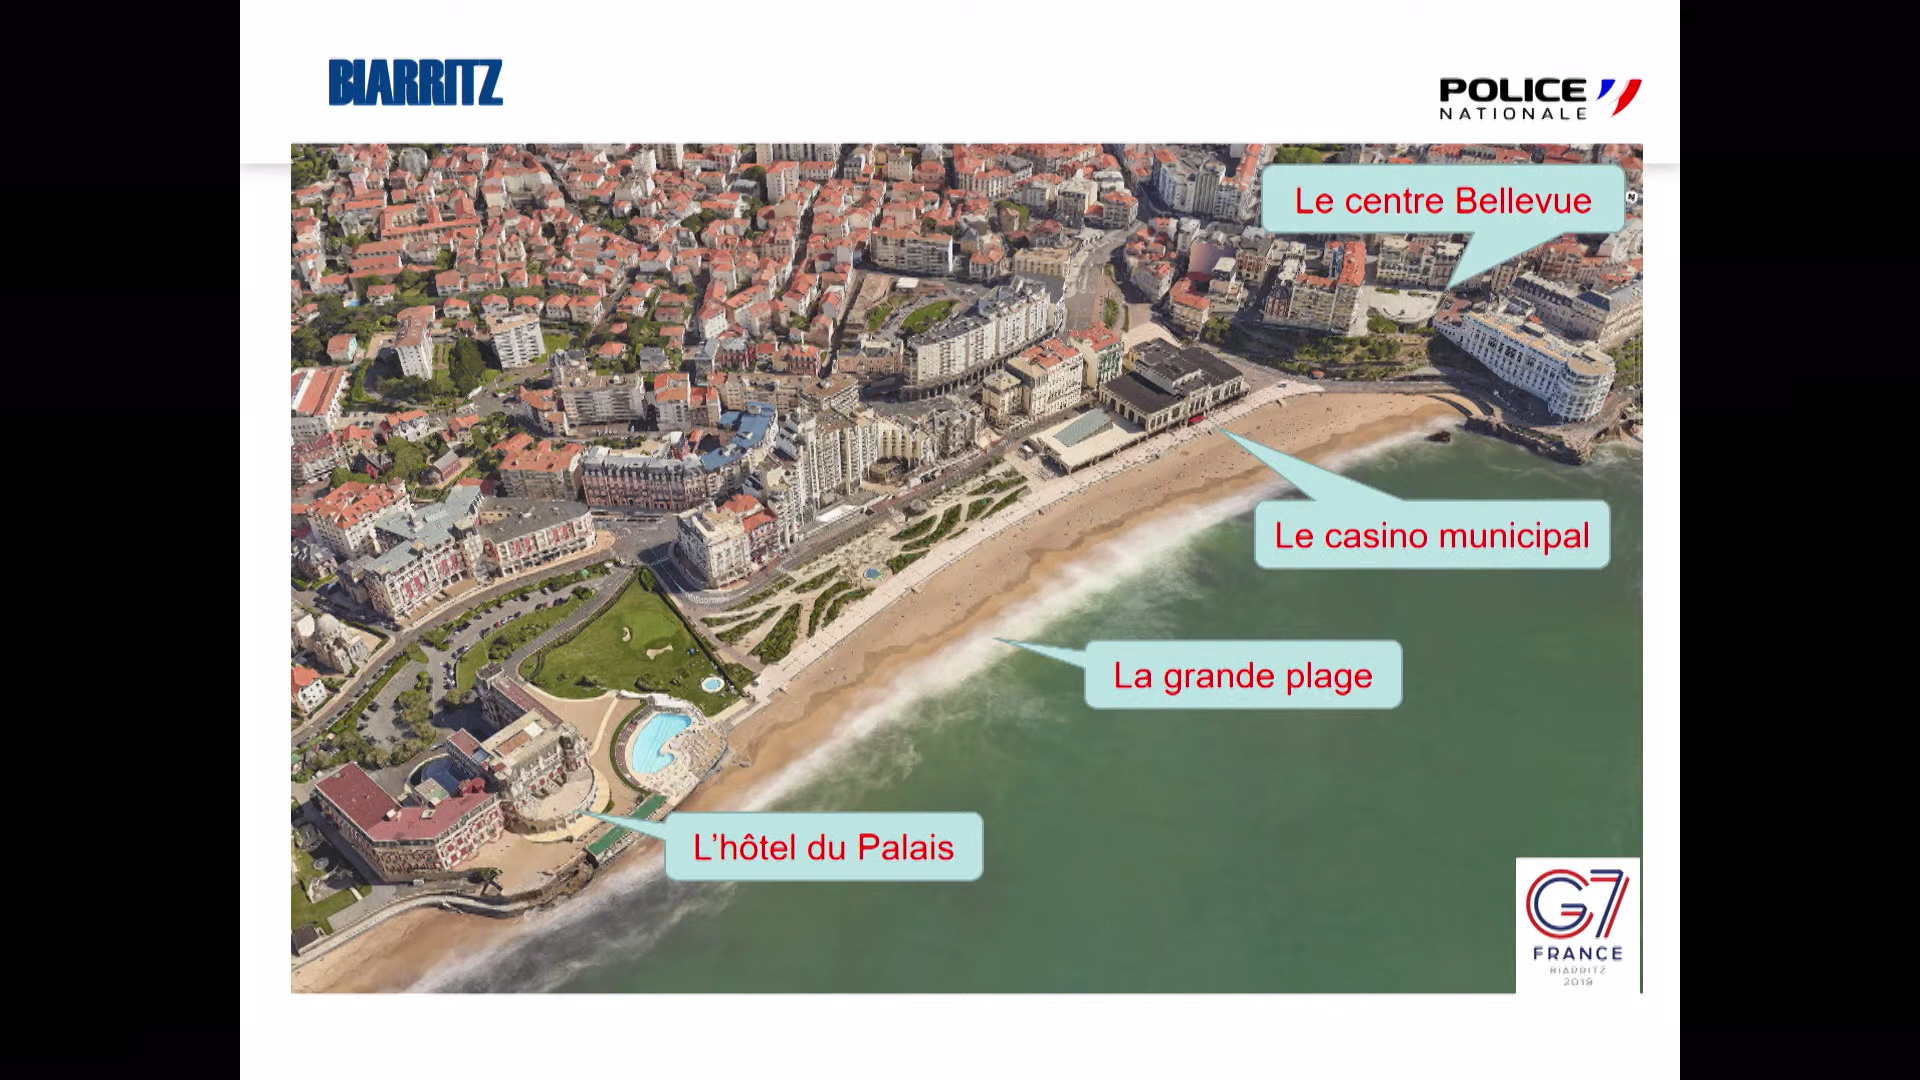 BIARRITZ
POLICE
NATIONALE
Le centre Bellevue
N
Le casino municipal
La grande plage
L'hôtel du Palais
G7
FRANCE
BIARRITZ
2019